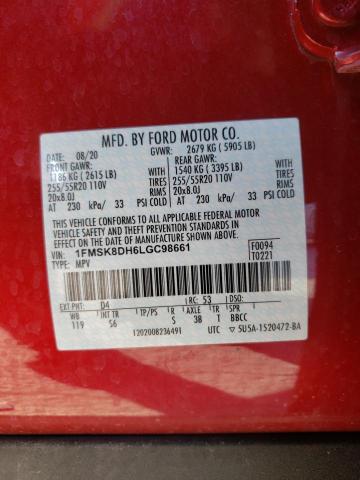 MFD. BY FORD MOTOR CO.
DATE: 08/20 GVWR: 2679 KG ( 5905 LB)
FRONT GAWR: REAR GAWR:
1186 KG ( 2615 LB) 1540 KG ( 3395 LB)
WITH WITH
255/55R20 110V TIRES 255/55R20 110V TIRES
20x8.0J RIMS 20x8.0J RIMS
AT 230 kPa/ 33 PSI COLD AT 230 kPa/ 33 PSI COLD
THIS VEHICLE CONFORMS TO ALL APPLICABLE FEDERAL MOTOR
VEHICLE SAFETY AND THEFT PREVENTION STANDARDS IN EFFECT
ON THE DATE OF MANUFACTURE SHOWN ABOVE.
VIN: 1FMSK8DH6LGC98661 F0094
TYPE: MPV T0221
EXT PNT: D4 RC: 53 DSO:
WB INT TR S AXLE TR
119 56 S 38 T BBCC
1202008236491 UTC 5U5A-1520472-BA